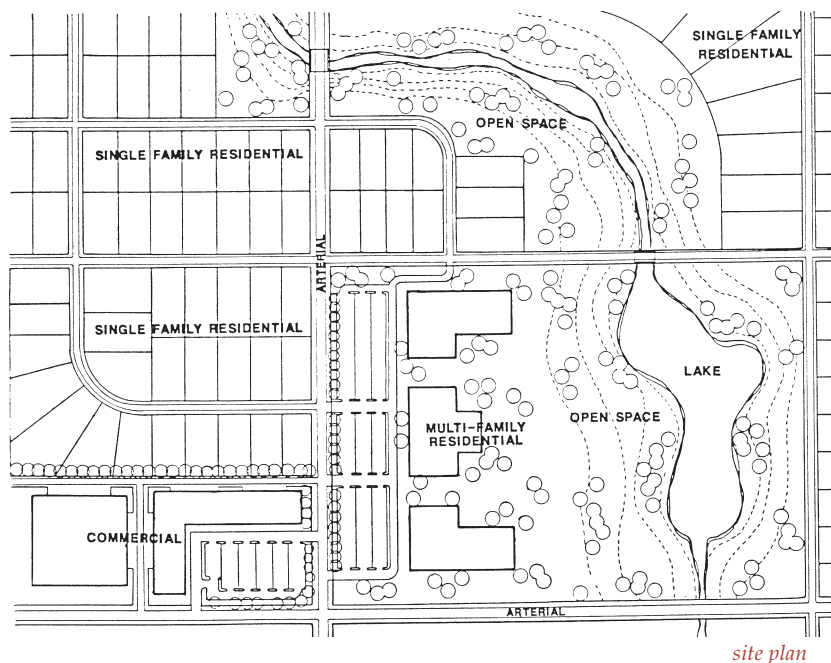 SINGLE FAMILY
RESIDENTIAL
OPEN SPACE
SINGLE FAMILY RESIDENTIAL
ARTERIAL
SINGLE FAMILY RESIDENTIAL
LAKE
OPEN SPACE
MULTI-FAMILY
RESIDENTIAL
COMMERCIAL
ARTERIAL
site plan